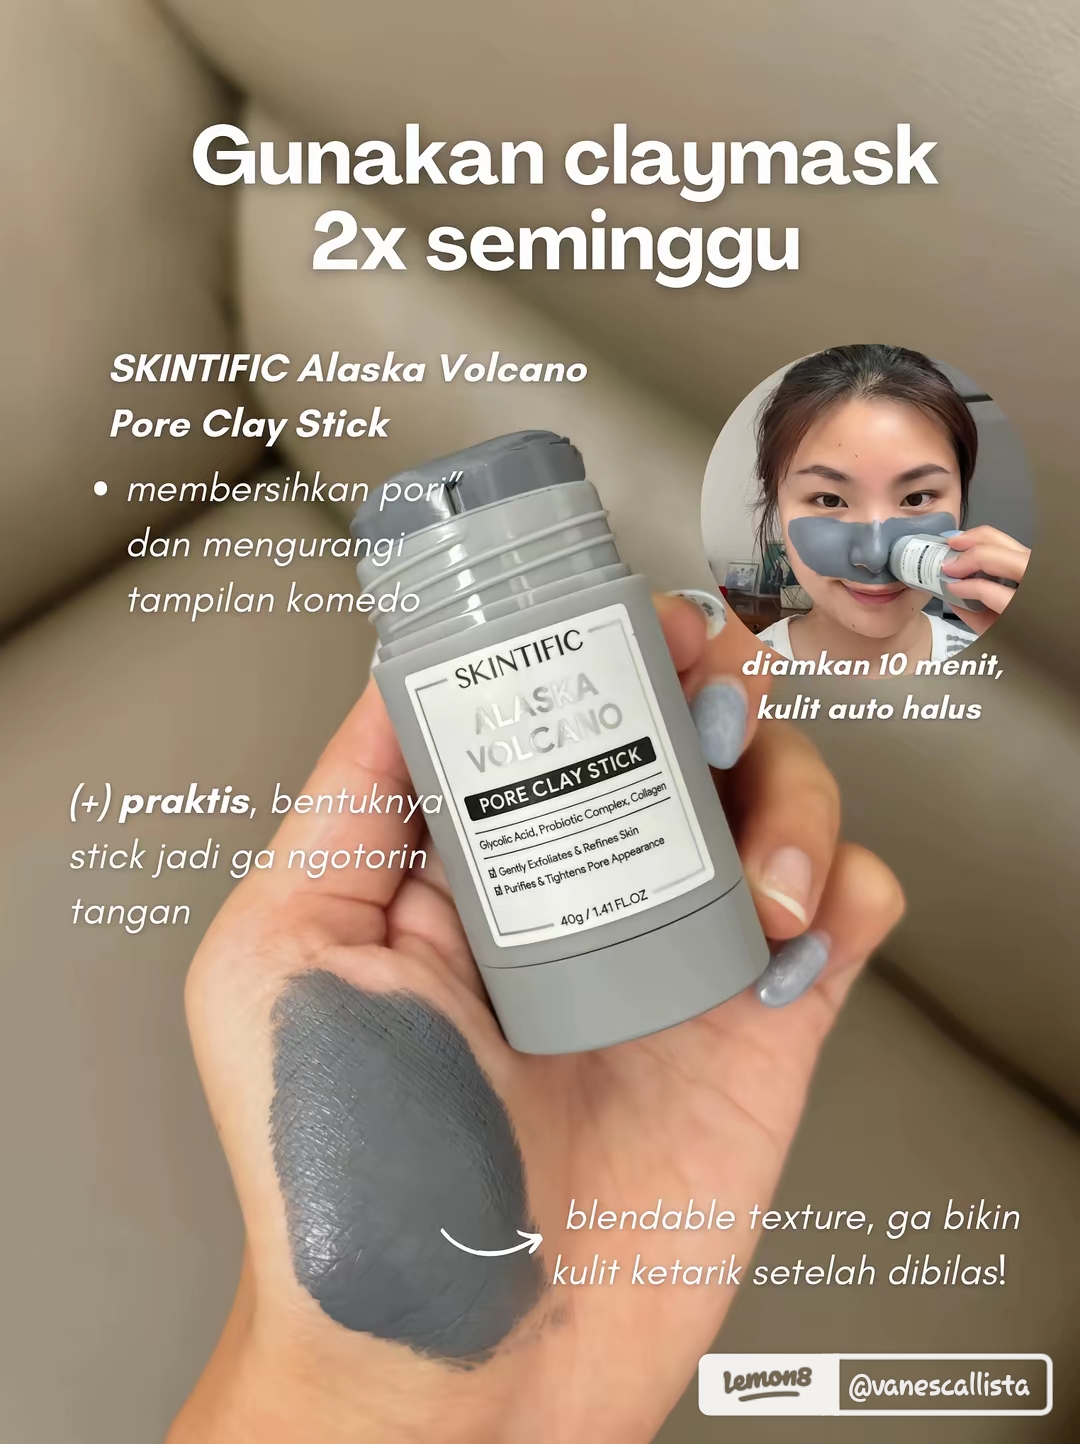 Gunakan claymask
2x seminggu
SKINTIFIC Alaska Volcano
Pore Clay Stick
• membersihkan pori"
dan mengurangi
tampilan komedo
diamkan 10 menit,
kulit auto halus
SKINTIFIC
ALASKA
VOLCANO
PORE CLAY STICK
Glycolic Acid, Probiotic Complex, Collagen
☑ Gently Exfoliates & Refines Skin
☑ Purifies & Tightens Pore Appearance
40g / 1.41 FL.OZ
(+) praktis, bentuknya
stick jadi ga ngotorin
tangan
blendable texture, ga bikin
kulit ketarik setelah dibilas!
Lemon8 @vanescallista